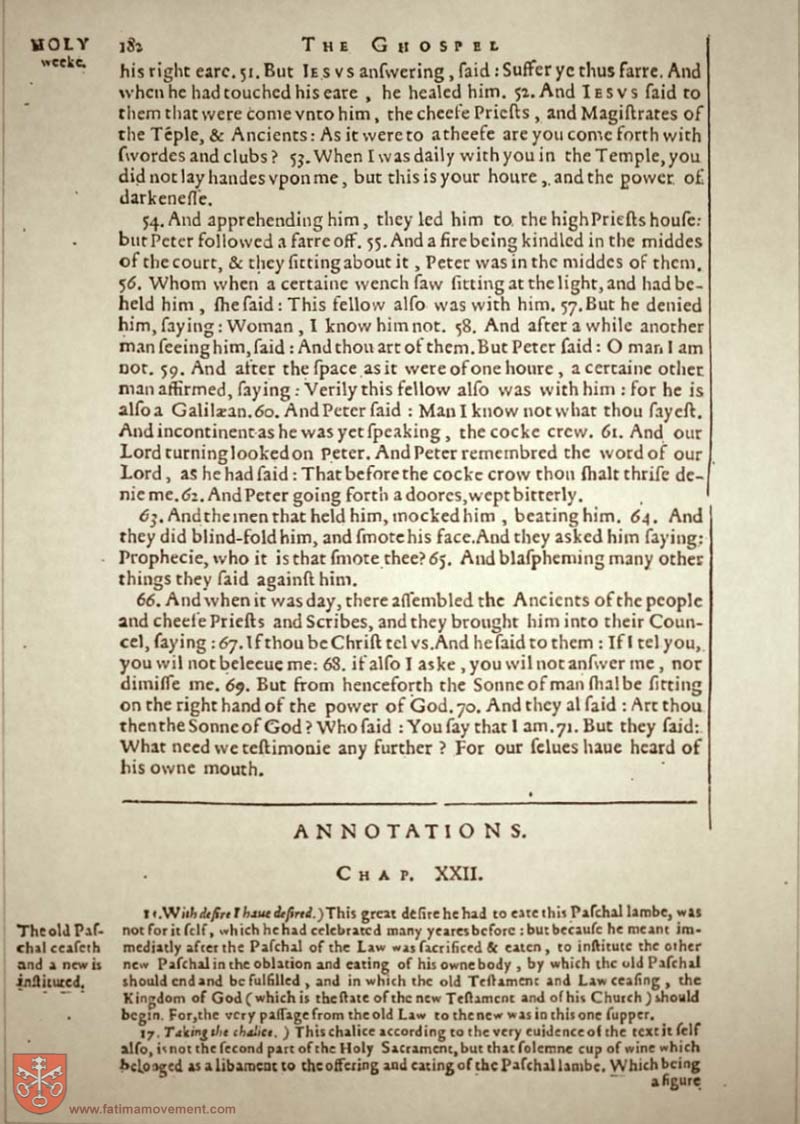 HOLY
weeke.
182 THE GHOSPEL
his right eare. 51. But IESVS anſwering, ſaid: Suffer ye thus farre. And
when he had touched his eare, he healed him. 52. And IESVS ſaid to
them that were come vnto him, the cheefe Prieſts, and Magiſtrates of
the Tẽple, & Ancients: As it were to a theefe are you come forth with
ſwordes and clubs? 53. When I was daily with you in the Temple, you
did not lay handes vpon me, but this is your houre, and the power of
darkeneſſe.
54. And apprehending him, they led him to the high Prieſts houſe:
but Peter followed a farre off. 55. And a fire being kindled in the middes
of the court, & they ſitting about it, Peter was in the middes of them.
56. Whom when a certaine wench ſaw ſitting at the light, and had be-
held him, ſhe ſaid: This fellow alſo was with him. 57. But he denied
him, ſaying: Woman, I know him not. 58. And after a while another
man ſeeing him, ſaid: And thou art of them. But Peter ſaid: O man I am
not. 59. And after the ſpace as it were of one houre, a certaine other
man affirmed, ſaying: Verily this fellow alſo was with him: for he is
alſo a Galilæan. 60. And Peter ſaid: Man I know not what thou ſayeſt.
And incontinent as he was yet ſpeaking, the cocke crew. 61. And our
Lord turning looked on Peter. And Peter remembred the word of our
Lord, as he had ſaid: That before the cocke crow thou ſhalt thriſe de-
nie me. 62. And Peter going forth a doores, wept bitterly.
63. And the men that held him, mocked him, beating him. 64. And
they did blind-fold him, and ſmote his face. And they asked him ſaying:
Prophecie, who it is that ſmote thee? 65. And blaſpheming many other
things they ſaid againſt him.
66. And when it was day, there aſſembled the Ancients of the people
and cheefe Prieſts and Scribes, and they brought him into their Coun-
cel, ſaying: 67. If thou be Chriſt tel vs. And he ſaid to them: If I tel you,
you wil not beleeue me: 68. if alſo I aske, you wil not anſwer me, nor
dimiſſe me. 69. But from henceforth the Sonne of man ſhal be ſitting
on the right hand of the power of God. 70. And they al ſaid: Art thou
then the Sonne of God? Who ſaid: You ſay that I am. 71. But they ſaid:
What need we teſtimonie any further? For our ſelues haue heard of
his owne mouth.
ANNOTATIONS.
CHAP. XXII.
The old Paſ-
chal ceaſeth
and a new is
inſtituted.
15. With deſire I haue deſired.) This great deſire he had to eate this Paſchal lambe, was
not for it ſelf, which he had celebrated many yeares before: but becauſe he meant im-
mediatly after the Paſchal of the Law was ſacrificed & eaten, to inſtitute the other
new Paſchal in the oblation and eating of his owne body, by which the old Paſchal
should end and be fulfilled, and in which the old Teſtament and Law ceaſing, the
Kingdom of God (which is the ſtate of the new Teſtament and of his Church) should
begin. For, the very paſſage from the old Law to the new was in this one ſupper.
17. Taking the chalice.) This chalice according to the very euidence of the text it ſelf
alſo, is not the ſecond part of the Holy Sacrament, but that ſolemne cup of wine which
belonged as a libament to the offering and eating of the Paſchal lambe. Which being
a figure
www.fatimamovement.com